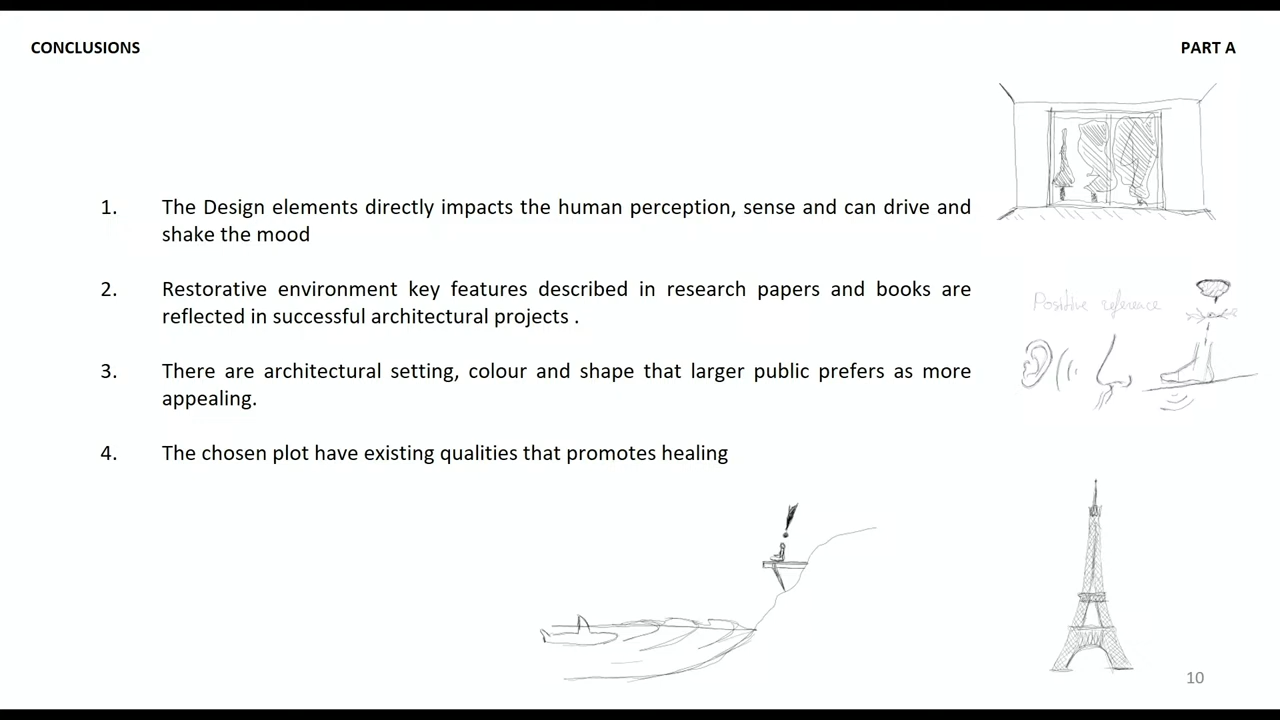 CONCLUSIONS
PART A
1. The Design elements directly impacts the human perception, sense and can drive and
shake the mood
2. Restorative environment key features described in research papers and books are
reflected in successful architectural projects .
Positive reference
3. There are architectural setting, colour and shape that larger public prefers as more
appealing.
4. The chosen plot have existing qualities that promotes healing
10